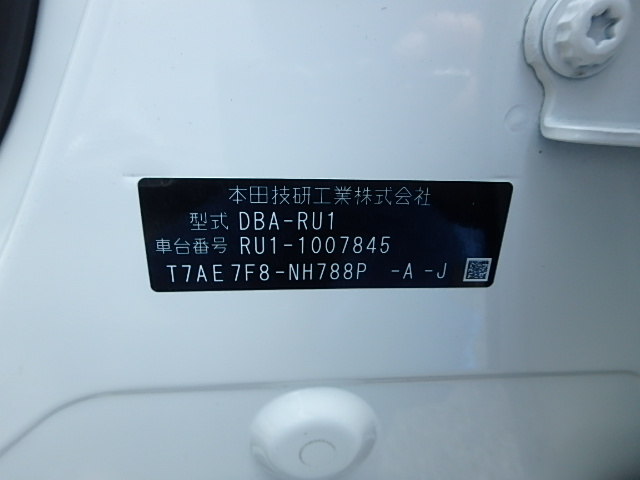 本田技研工業株式会社
型式 DBA-RU1
車台番号 RU1-1007845
T7AE7F8-NH788P -A-J